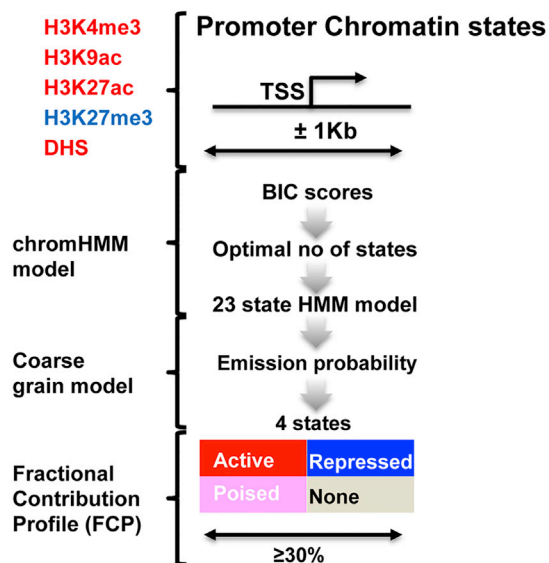 Promoter Chromatin states
H3K4me3
H3K9ac
H3K27ac
H3K27me3
DHS
TSS
± 1Kb
chromHMM
model
BIC scores
Optimal no of states
23 state HMM model
Coarse
grain model
Emission probability
4 states
Fractional
Contribution
Profile (FCP)
Active
Repressed
Poised
None
≥30%